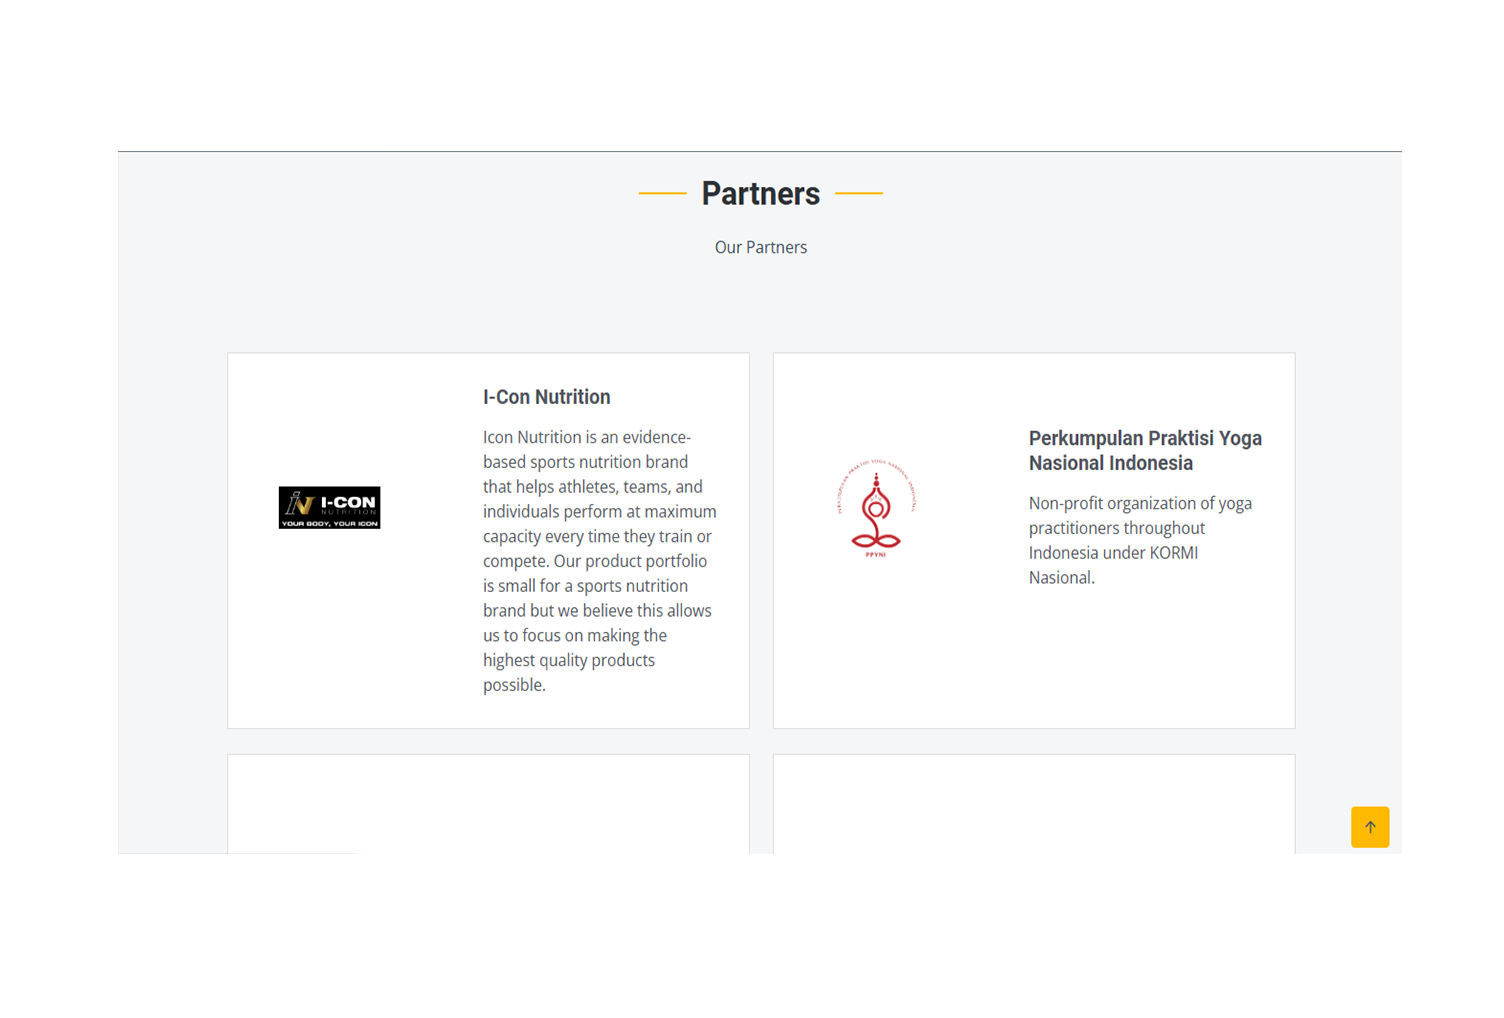 Partners
Our Partners
I-CON
NUTRITION
YOUR BODY, YOUR ICON
I-Con Nutrition
Icon Nutrition is an evidence-
based sports nutrition brand
that helps athletes, teams, and
individuals perform at maximum
capacity every time they train or
compete. Our product portfolio
is small for a sports nutrition
brand but we believe this allows
us to focus on making the
highest quality products
possible.
PERKUMPULAN PRAKTISI YOGA NASIONAL INDONESIA
PPYNI
Perkumpulan Praktisi Yoga
Nasional Indonesia
Non-profit organization of yoga
practitioners throughout
Indonesia under KORMI
Nasional.